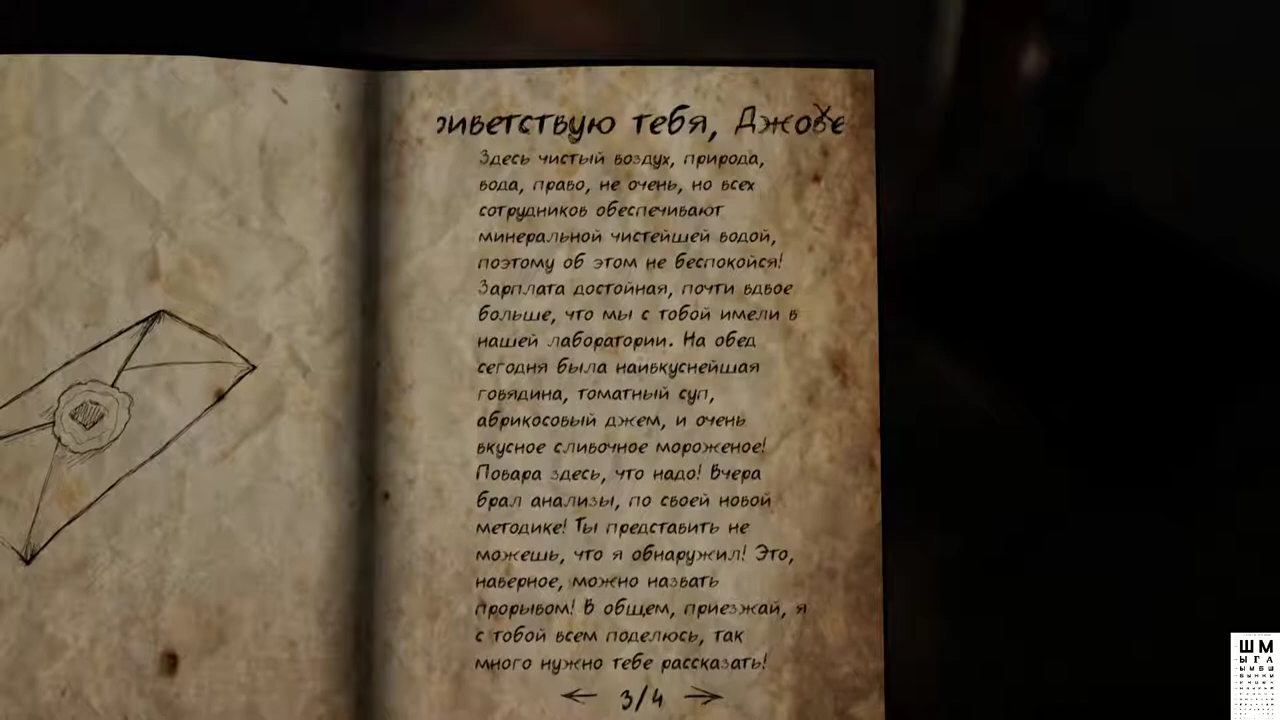 тебя,
Здесь чистый воздух, природа,
вода, право, не очень, но всех
сотрудников обеспечивают
минеральной чистейшей водой,
поэтому об этом не беспокойся!
Зарплата достойная, почти вдвое
больше, что мы с тобой имели в
нашей лаборатории. На обед
сегодня была наивкуснейшая
говядина, томатный суп,
абрикосовый джем, и очень
вкусное сливочное мороженое!
Повара здесь, что надо! Вчера
брал анализы, по своей новой
методике! Ты представить не
можешь, что я обнаружил! Это,
наверное, можно назвать
прорывом! В общем, приезжай, я
с тобой всем поделюсь, так
много нужно тебе рассказать!
3/4
Ш М
Ы Г А